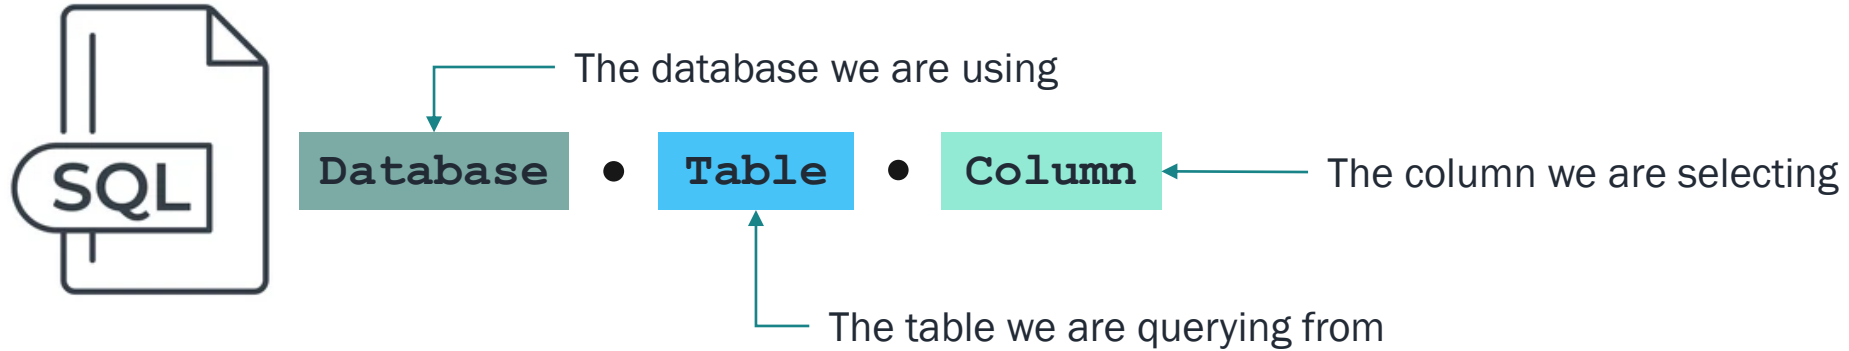 The database we are using
SQL
Database • Table • Column
The column we are selecting
The table we are querying from